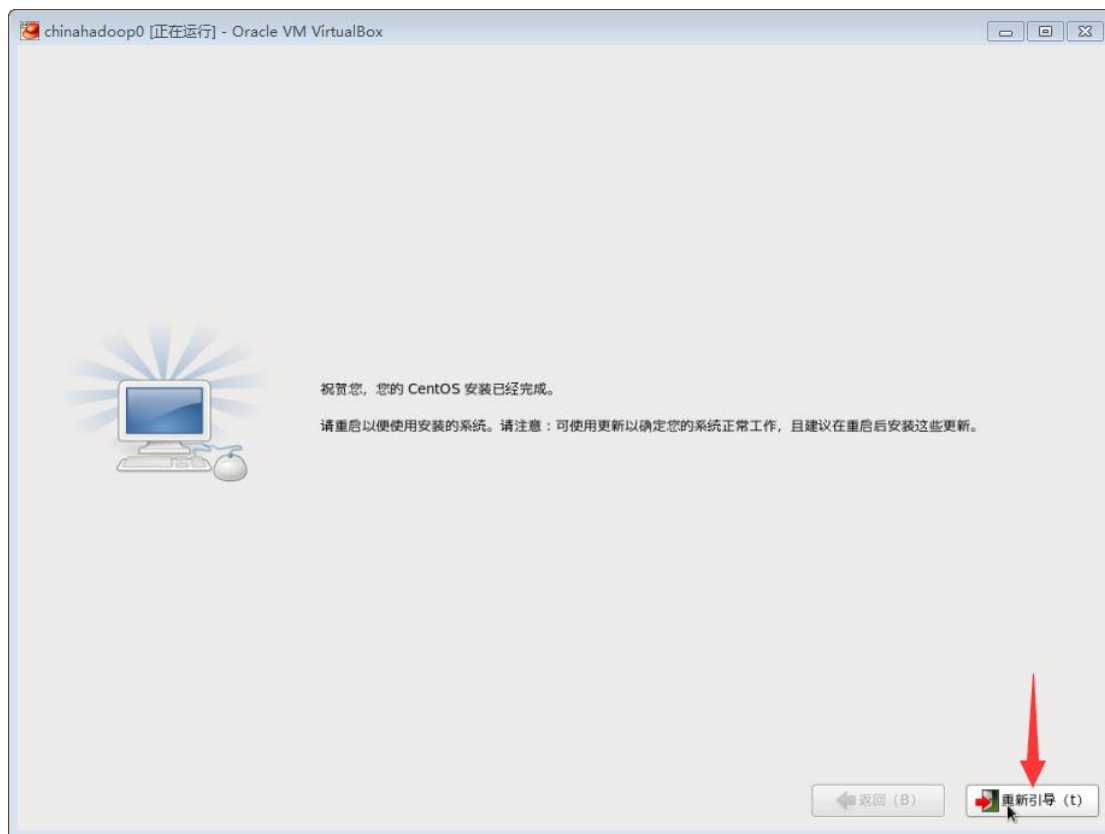 chinahadoop0 [正在运行] - Oracle VM VirtualBox
祝贺您，您的 CentOS 安装已经完成。
请重启以便使用安装的系统。请注意：可使用更新以确定您的系统正常工作，且建议在重启后安装这些更新。
返回（B）
重新引导（t）